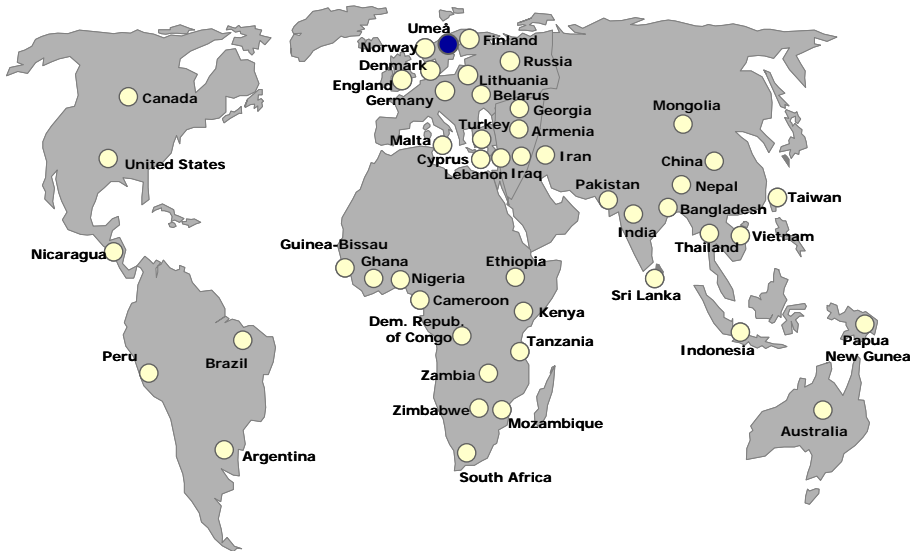 Umeå
Norway
Finland
Denmark
Russia
England
Lithuania
Germany
Belarus
Canada
Georgia
Mongolia
Turkey
Armenia
Malta
Cyprus
Iran
China
United States
Lebanon
Iraq
Pakistan
Nepal
Taiwan
Bangladesh
India
Vietnam
Thailand
Nicaragua
Guinea-Bissau
Ghana
Nigeria
Ethiopia
Sri Lanka
Cameroon
Kenya
Dem. Repub.
of Congo
Tanzania
Indonesia
Papua
New Gunea
Peru
Brazil
Zambia
Zimbabwe
Mozambique
Australia
Argentina
South Africa